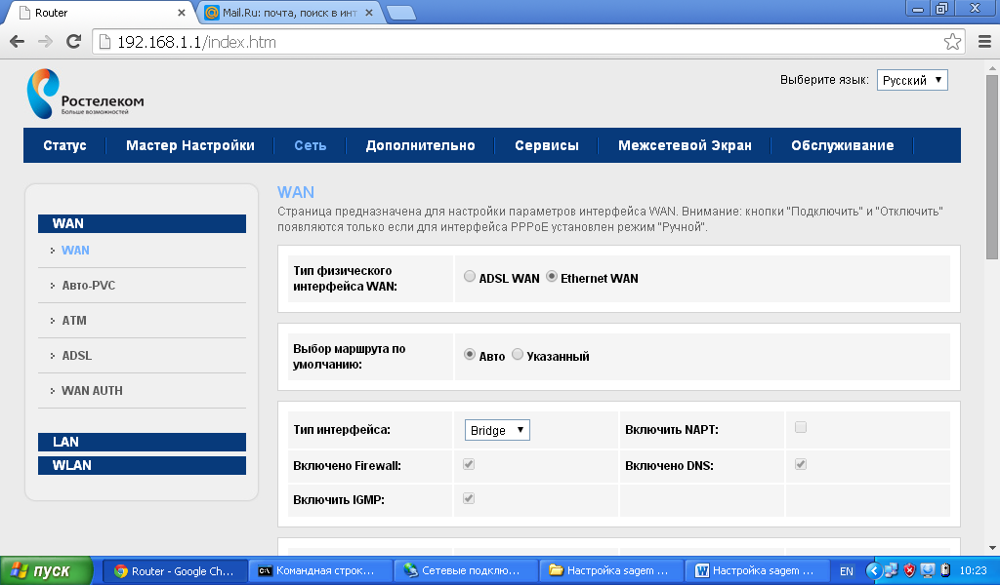 Router
Mail.Ru: почта, поиск в инт
192.168.1.1/index.htm
Ростелеком
Больше возможностей
Выберите язык: Русский
Статус Мастер Настройки Сеть Дополнительно Сервисы Межсетевой Экран Обслуживание
WAN
WAN
Авто-PVC
ATM
ADSL
WAN AUTH
LAN
WLAN
WAN
Страница предназначена для настройки параметров интерфейса WAN. Внимание: кнопки "Подключить" и "Отключить"
появляются только если для интерфейса PPPoE установлен режим "Ручной".
Тип физического
интерфейса WAN:
ADSL WAN Ethernet WAN
Выбор маршрута по
умолчанию:
Авто Указанный
Тип интерфейса: Bridge Включить NAPT:
Включено Firewall: Включено DNS:
Включить IGMP:
пуск Router - Google Ch... Командная строк... Сетевые подклю... Настройка sagem ... Настройка sagem ... EN 10:23